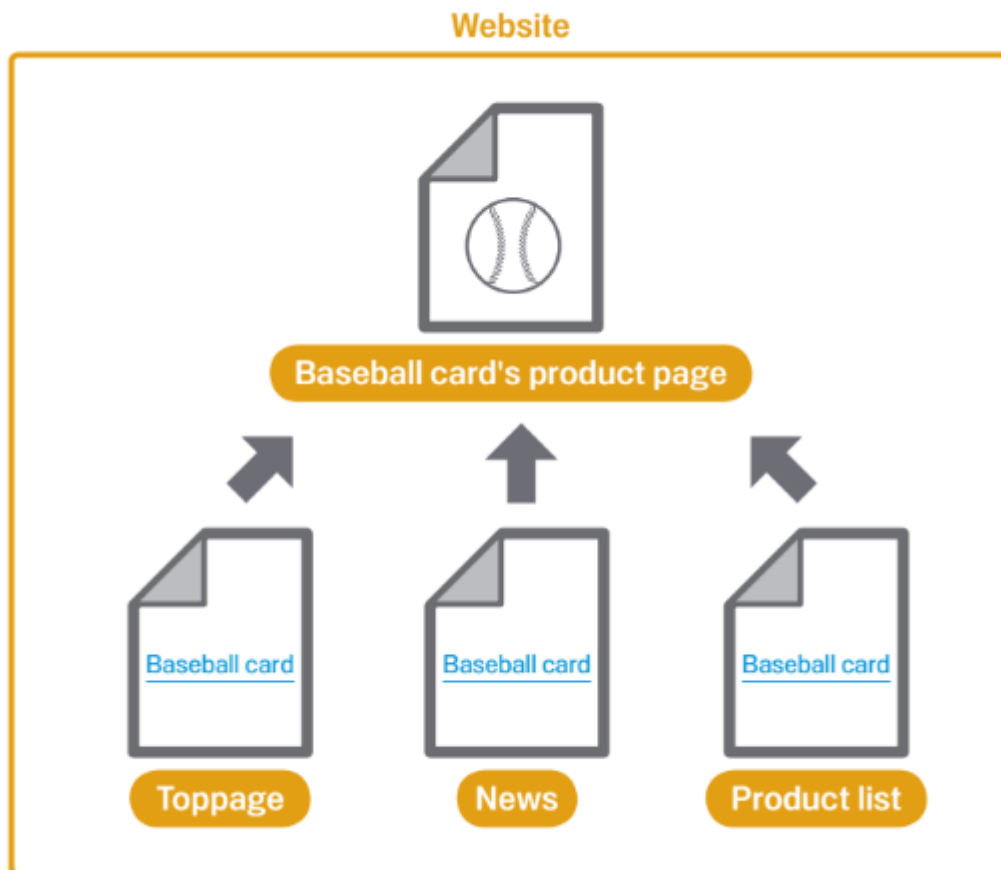 Website
Baseball card's product page
Baseball card
Baseball card
Baseball card
Toppage
News
Product list